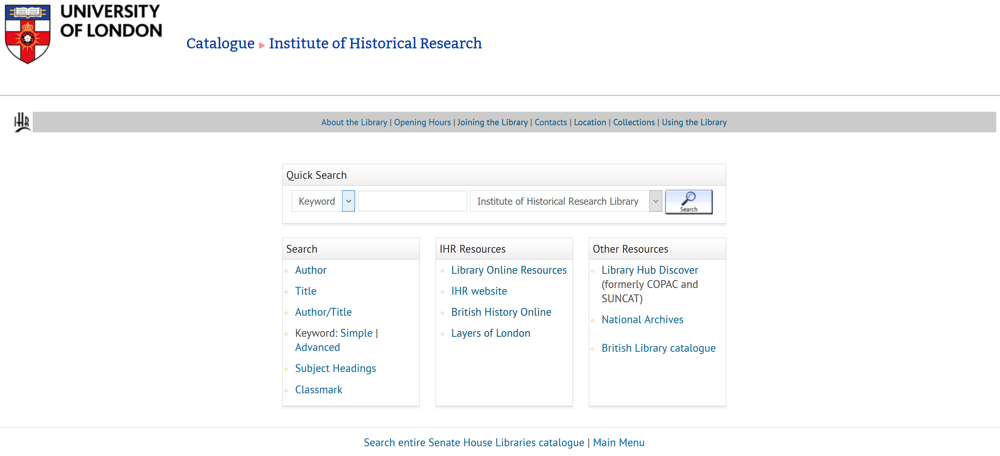 UNIVERSITY
OF LONDON
Catalogue Institute of Historical Research
IHR
About the Library | Opening Hours | Joining the Library | Contacts | Location | Collections | Using the Library
Quick Search
Keyword Institute of Historical Research Library Search
Search
Author
Title
Author/Title
Keyword: Simple |
Advanced
Subject Headings
Classmark
IHR Resources
Library Online Resources
IHR website
British History Online
Layers of London
Other Resources
Library Hub Discover
(formerly COPAC and
SUNCAT)
National Archives
British Library catalogue
Search entire Senate House Libraries catalogue | Main Menu